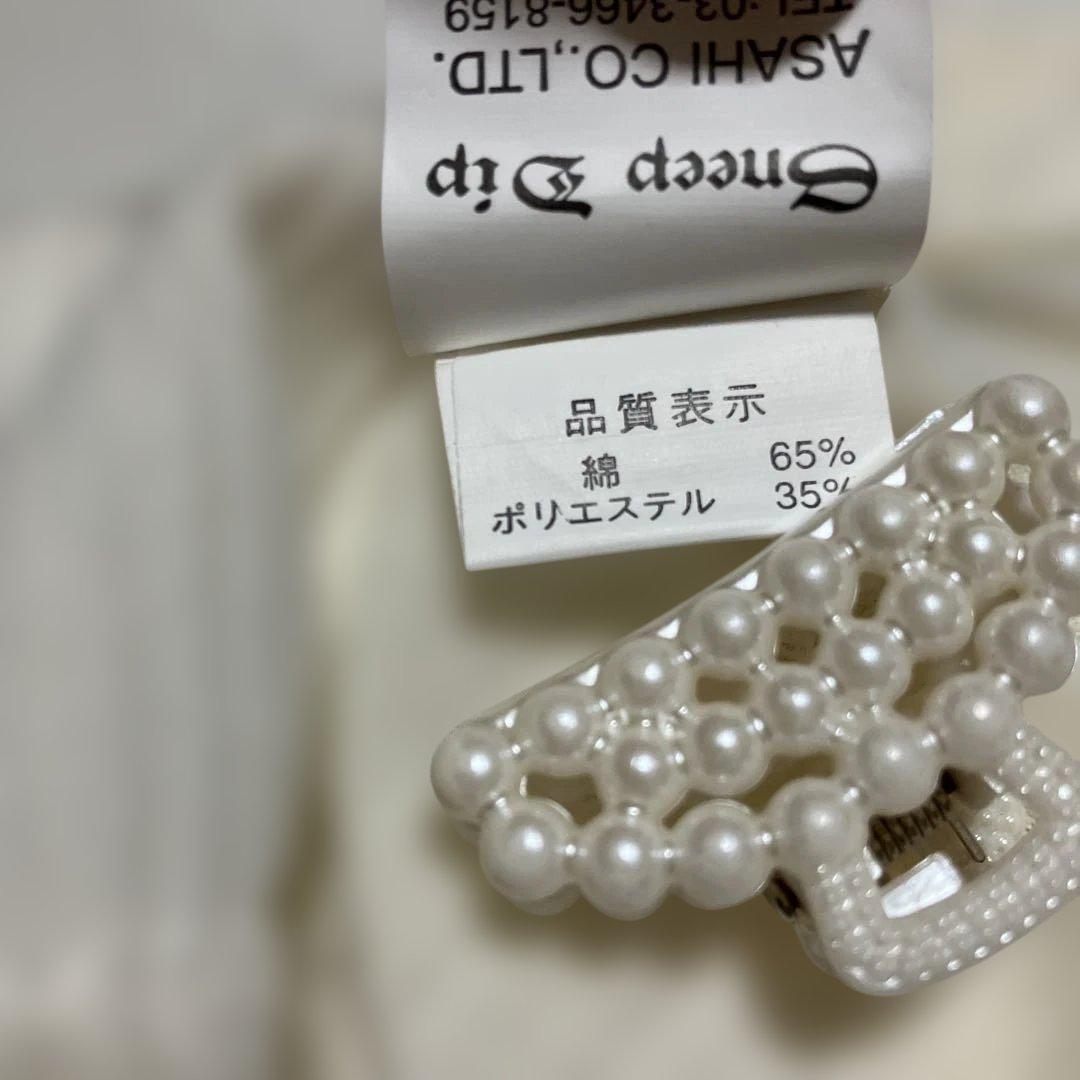 Sneep Dip
ASAHI CO.,LTD.
TEL:03-3466-8159
品質表示
綿 65%
ポリエステル 35%